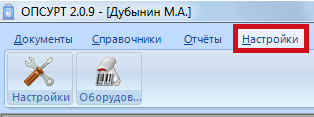 ОПСУРТ 2.0.9 - [Дубынин М.А.]
Документы Справочники Отчёты Настройки
Настройки Оборудов...